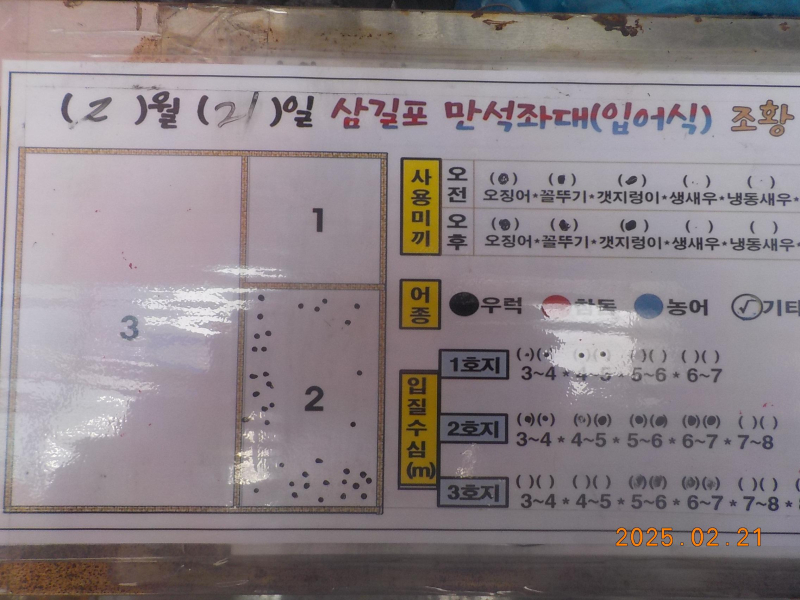 ( 2 )월 ( 21 )일 삼길포 만석좌대(입어식) 조황
1
2
3
사용미끼
오전
( ) ( ) ( ) ( ) ( )
오징어*꼴뚜기*갯지렁이*생새우*냉동새우*
오후
( ) ( ) ( ) ( ) ( )
오징어*꼴뚜기*갯지렁이*생새우*냉동새우*
어종
우럭 참돔 농어 기타
입질수심(m)
1호지
( )( ) ( )( ) ( )( ) ( )( )
3~4 * 4~5 * 5~6 * 6~7
2호지
( )( ) ( )( ) ( )( ) ( )( ) ( )( )
3~4 * 4~5 * 5~6 * 6~7 * 7~8
3호지
( )( ) ( )( ) ( )( ) ( )( ) ( )( )
3~4 * 4~5 * 5~6 * 6~7 * 7~8 *
2025.02.21